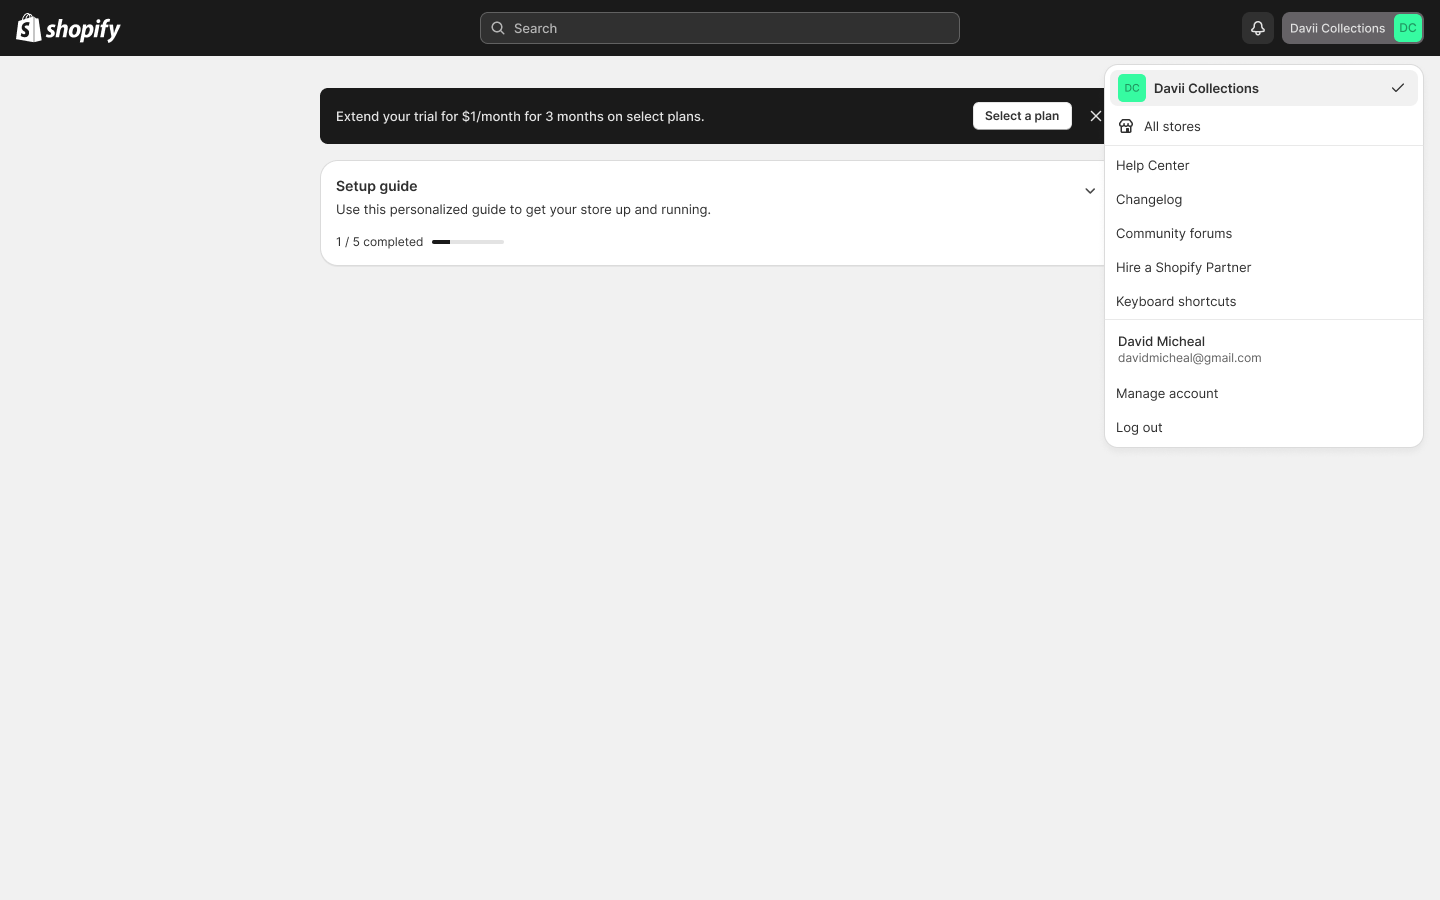 shopify
Search
Davii Collections
DC
Extend your trial for $1/month for 3 months on select plans.
Select a plan
Setup guide
Use this personalized guide to get your store up and running.
1 / 5 completed
DC
Davii Collections
All stores
Help Center
Changelog
Community forums
Hire a Shopify Partner
Keyboard shortcuts
David Micheal
davidmicheal@gmail.com
Manage account
Log out